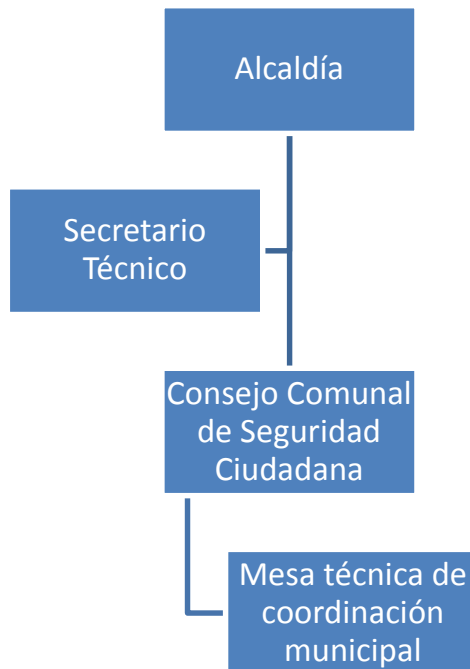 Alcaldía
Secretario
Técnico
Consejo Comunal
de Seguridad
Ciudadana
Mesa técnica de
coordinación
municipal